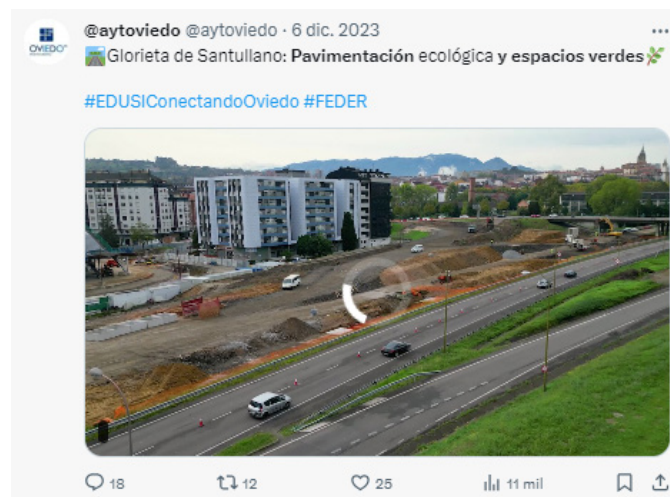 @aytoviedo @aytoviedo · 6 dic. 2023
Glorieta de Santullano: Pavimentación ecológica y espacios verdes
#EDUSIConectandoOviedo #FEDER
OVIEDO
18 12 25 11 mil